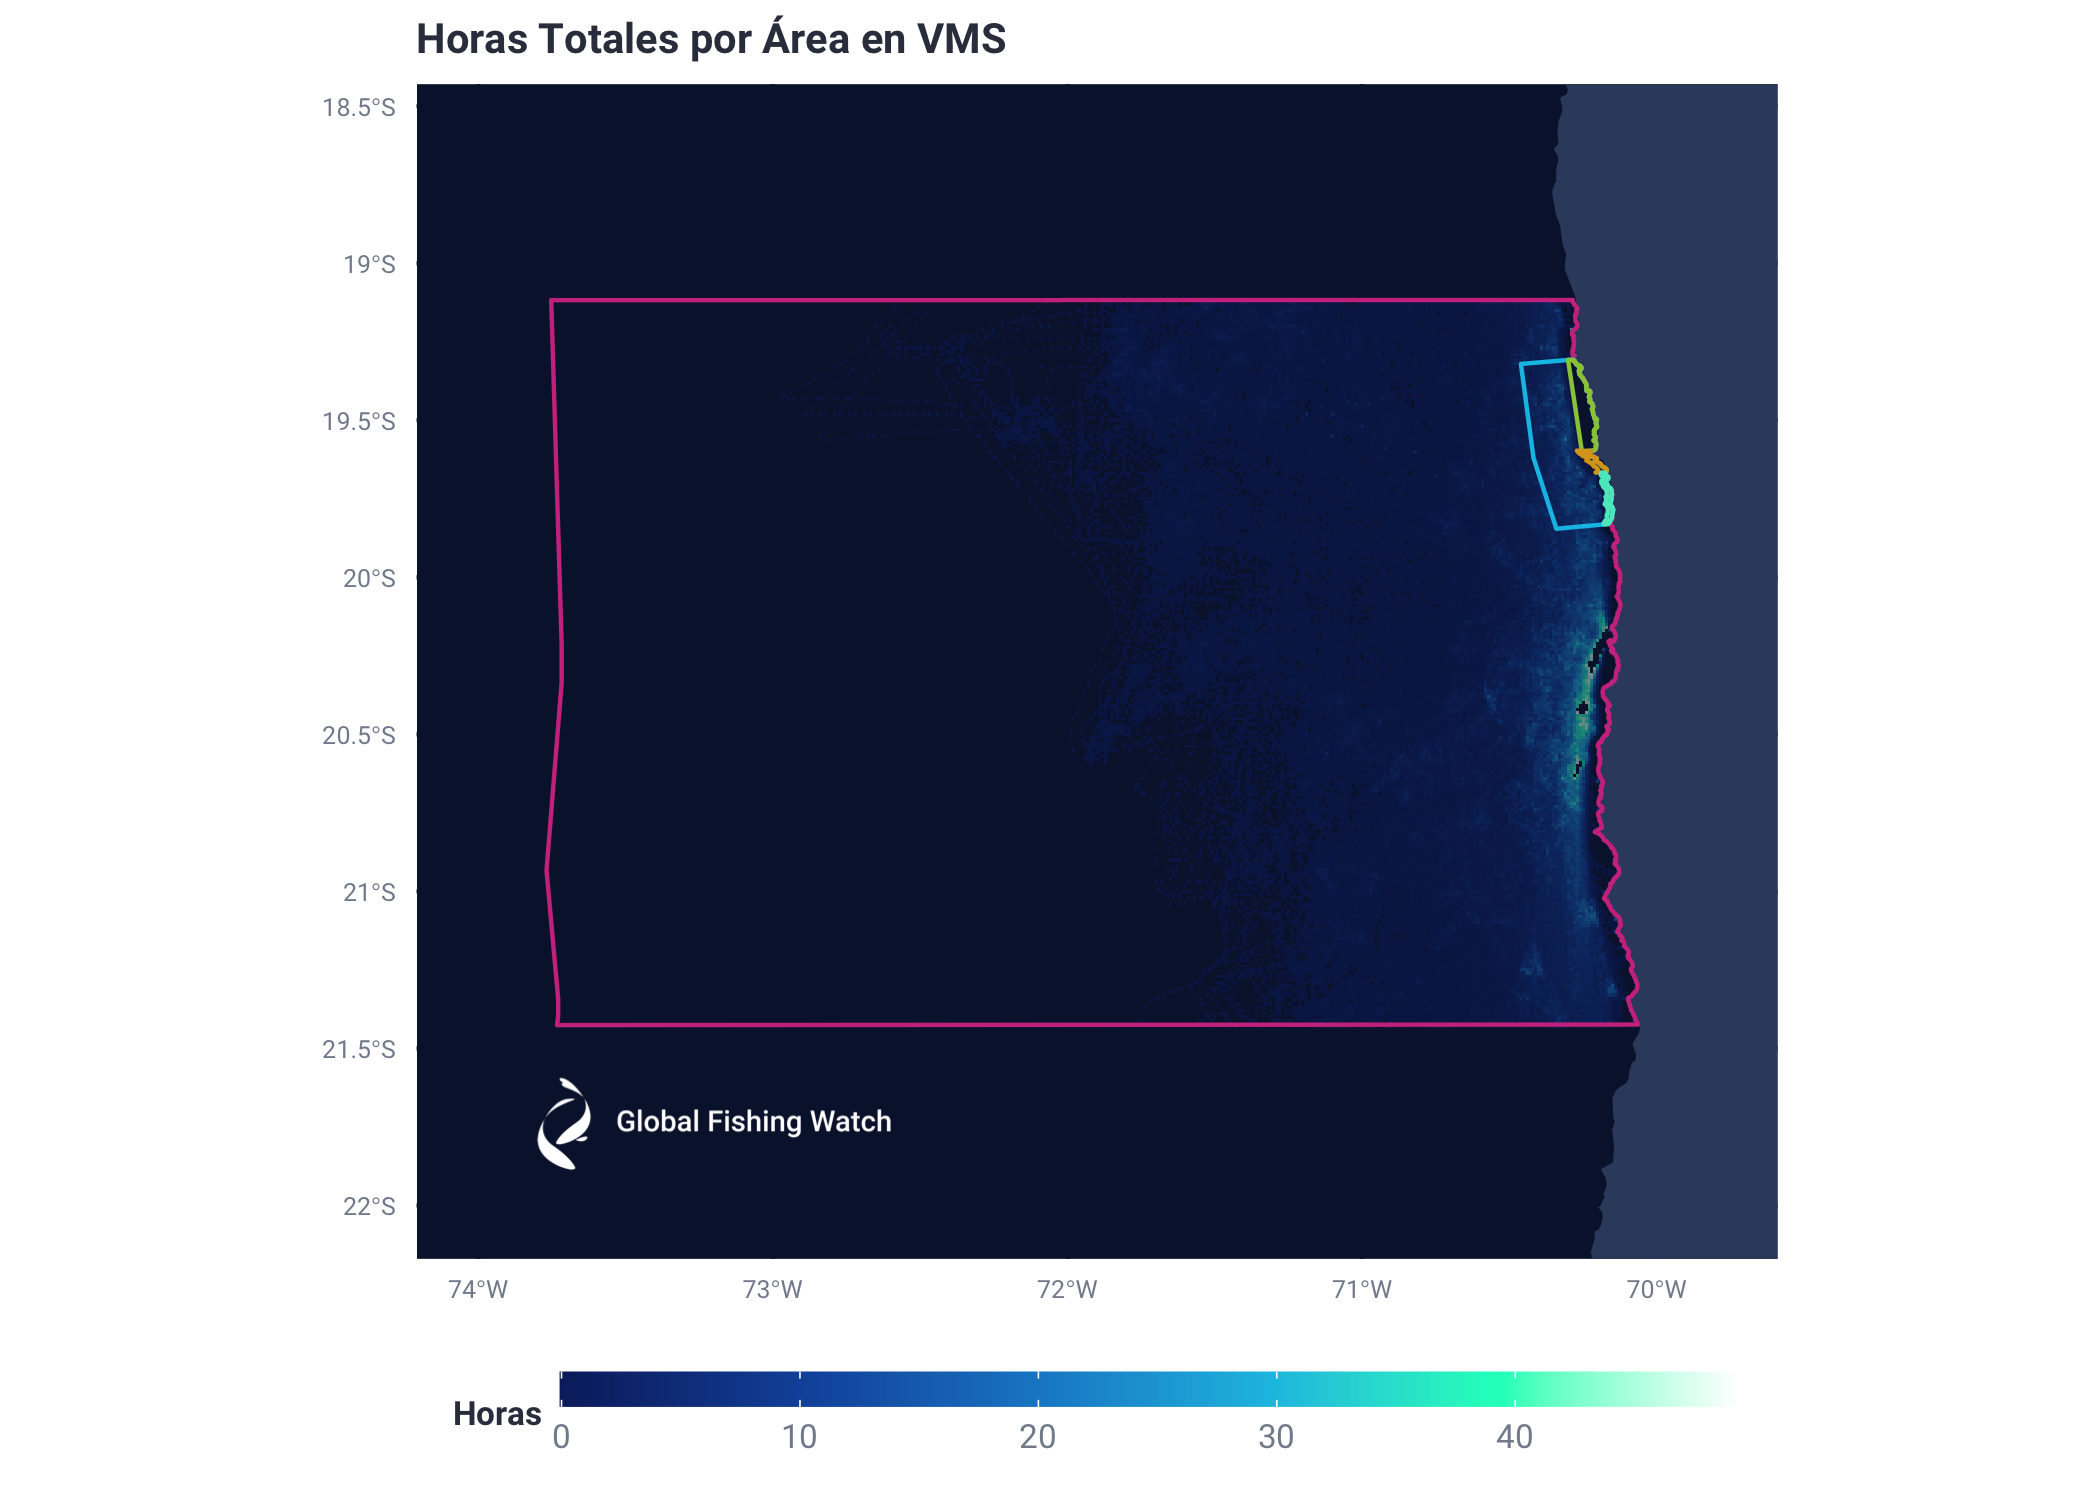 Horas Totales por Área en VMS
18.5°S
19°S
19.5°S
20°S
20.5°S
21°S
21.5°S
22°S
Global Fishing Watch
74°W 73°W 72°W 71°W 70°W
Horas
0 10 20 30 40